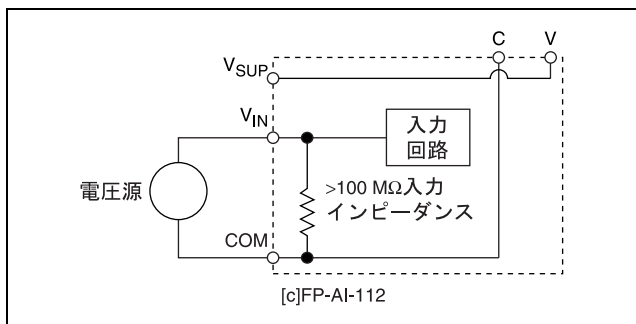 C V
VSUP
VIN
入力
回路
電圧源
>100 MΩ入力
インピーダンス
COM
[c]FP-AI-112